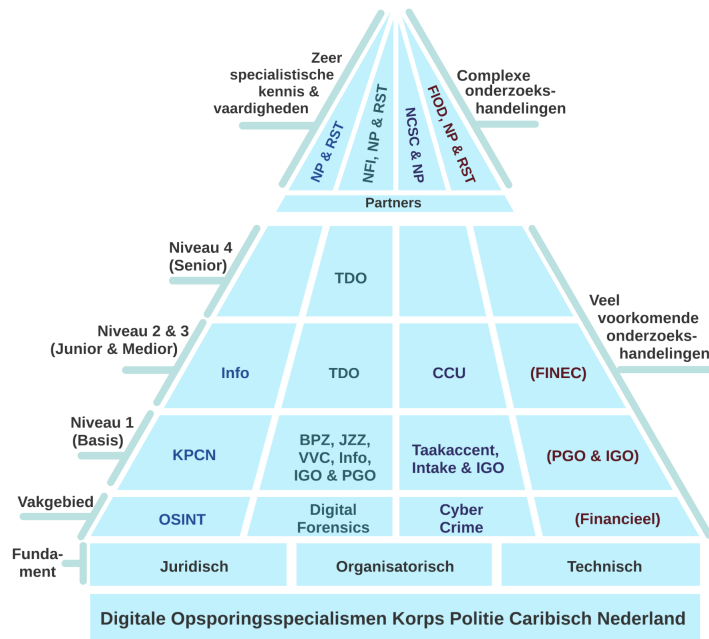 Zeer
specialistische
kennis &
vaardigheden
Complexe
onderzoeks-
handelingen
NP & RST
NFI, NP & RST
NCSC & NP
FIOD, NP & RST
Partners
Niveau 4
(Senior)
TDO
Veel
voorkomende
onderzoeks-
handelingen
Niveau 2 & 3
(Junior & Medior)
Info
TDO
CCU
(FINEC)
Niveau 1
(Basis)
KPCN
BPZ, JZZ,
VVC, Info,
IGO & PGO
Taakaccent,
Intake & IGO
(PGO & IGO)
Vakgebied
OSINT
Digital
Forensics
Cyber
Crime
(Financieel)
Funda-
ment
Juridisch
Organisatorisch
Technisch
Digitale Opsporingsspecialismen Korps Politie Caribisch Nederland